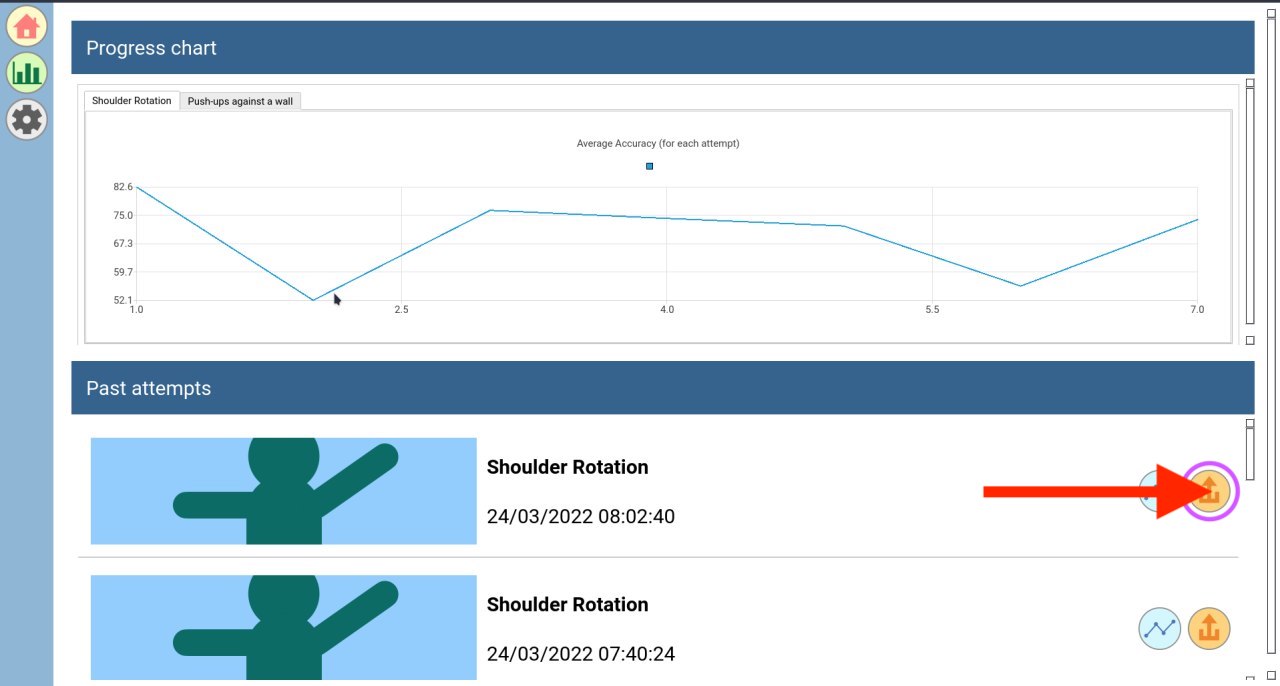 Progress chart
Shoulder Rotation
Push-ups against a wall
Average Accuracy (for each attempt)
82.6
75.0
67.3
59.7
52.1
1.0
2.5
4.0
5.5
7.0
Past attempts
Shoulder Rotation
24/03/2022 08:02:40
Shoulder Rotation
24/03/2022 07:40:24